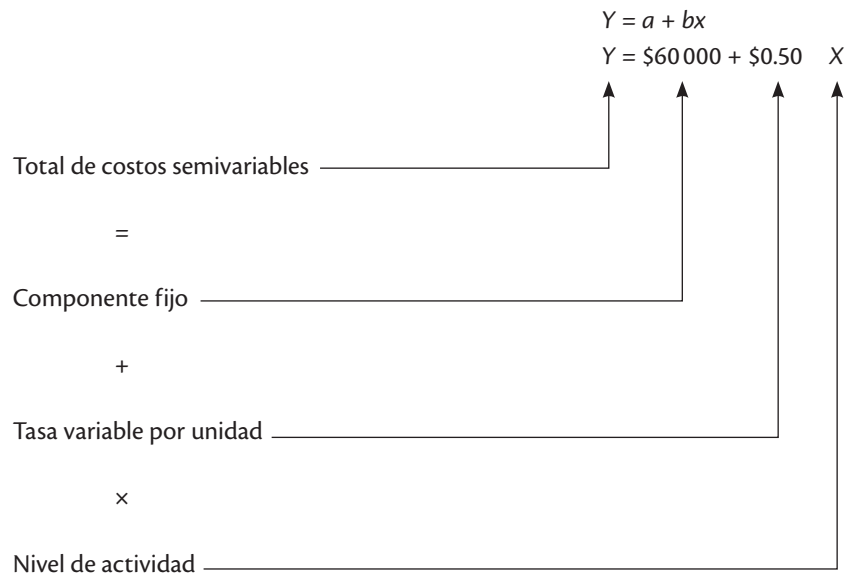 Y = a + bx
Y = $60 000 + $0.50 X
Total de costos semivariables
=
Componente fijo
+
Tasa variable por unidad
×
Nivel de actividad